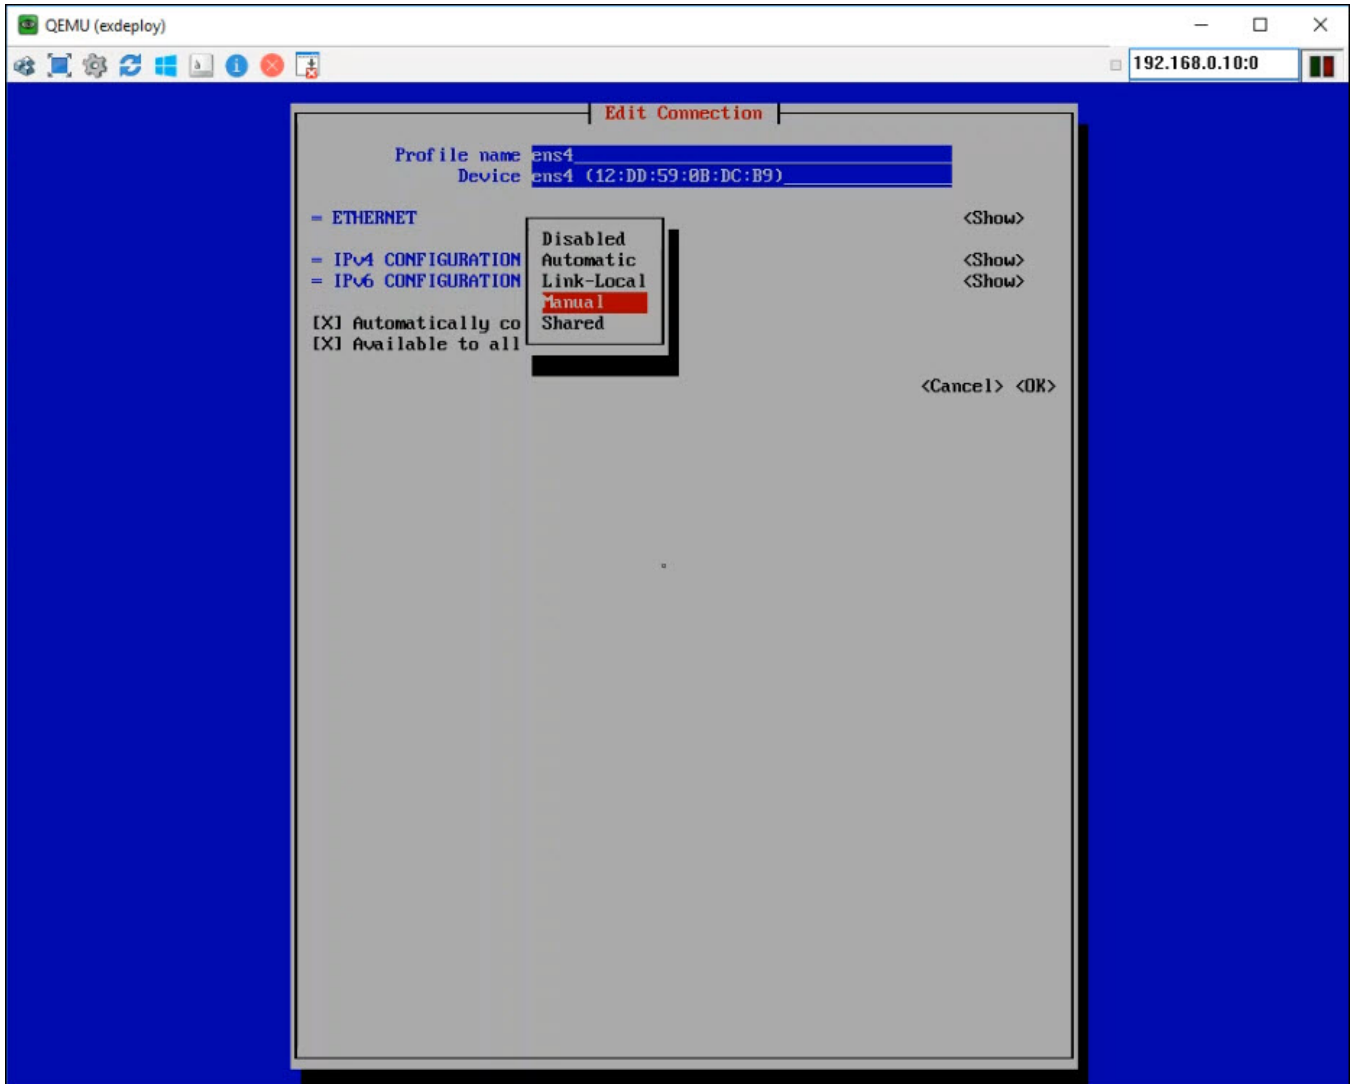 QEMU (exdeploy)
192.168.0.10:0
Edit Connection
Profile name ens4
Device ens4 (12:DD:59:0B:DC:B9)
= ETHERNET <Show>
Disabled
= IPv4 CONFIGURATION Automatic <Show>
= IPv6 CONFIGURATION Link-Local <Show>
Manual
[X] Automatically co Shared
[X] Available to all
<Cancel> <OK>